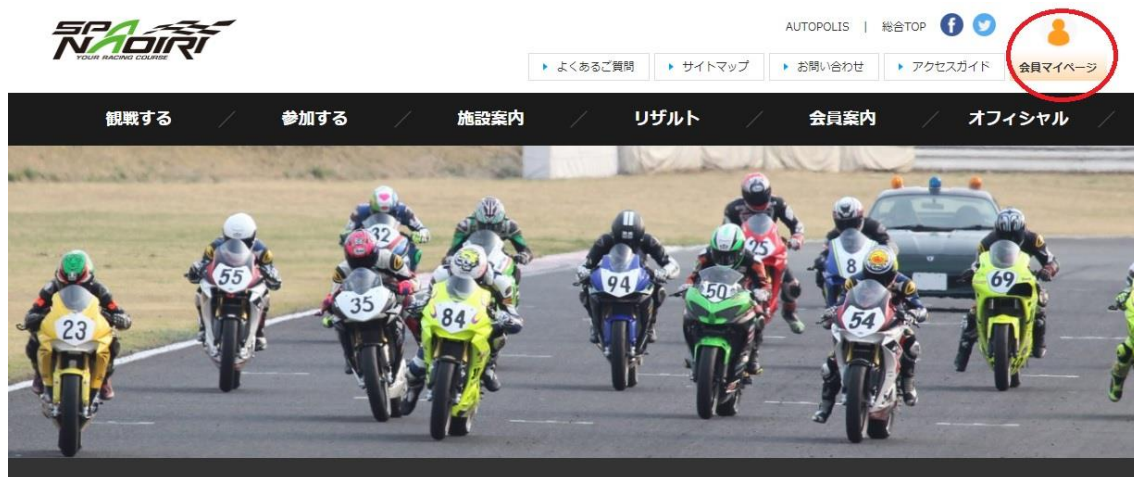 SPA
NAOIRI
YOUR RACING COURSE
AUTOPOLIS | 総合TOP
よくあるご質問 サイトマップ お問い合わせ アクセスガイド 会員マイページ
観戦する 参加する 施設案内 リザルト 会員案内 オフィシャル
32
25
55
8
94
69
35
50
84
54
23